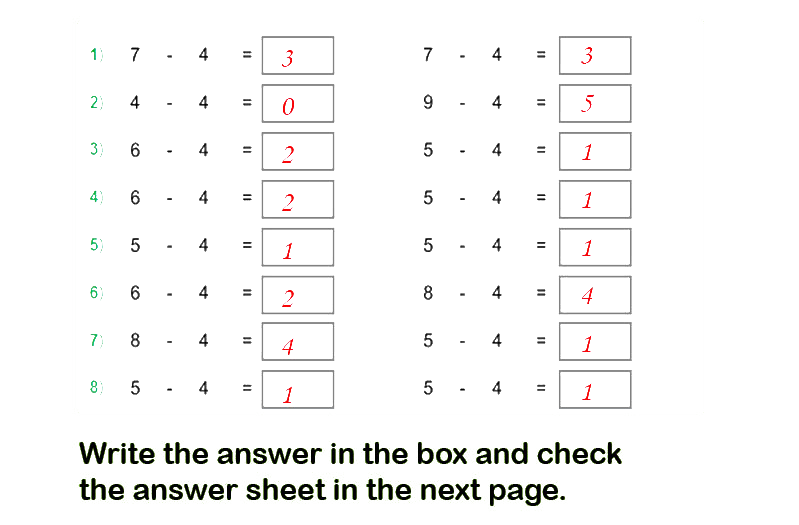 1) 7 - 4 = 3 7 - 4 = 3
2) 4 - 4 = 0 9 - 4 = 5
3) 6 - 4 = 2 5 - 4 = 1
4) 6 - 4 = 2 5 - 4 = 1
5) 5 - 4 = 1 5 - 4 = 1
6) 6 - 4 = 2 8 - 4 = 4
7) 8 - 4 = 4 5 - 4 = 1
8) 5 - 4 = 1 5 - 4 = 1
Write the answer in the box and check
the answer sheet in the next page.